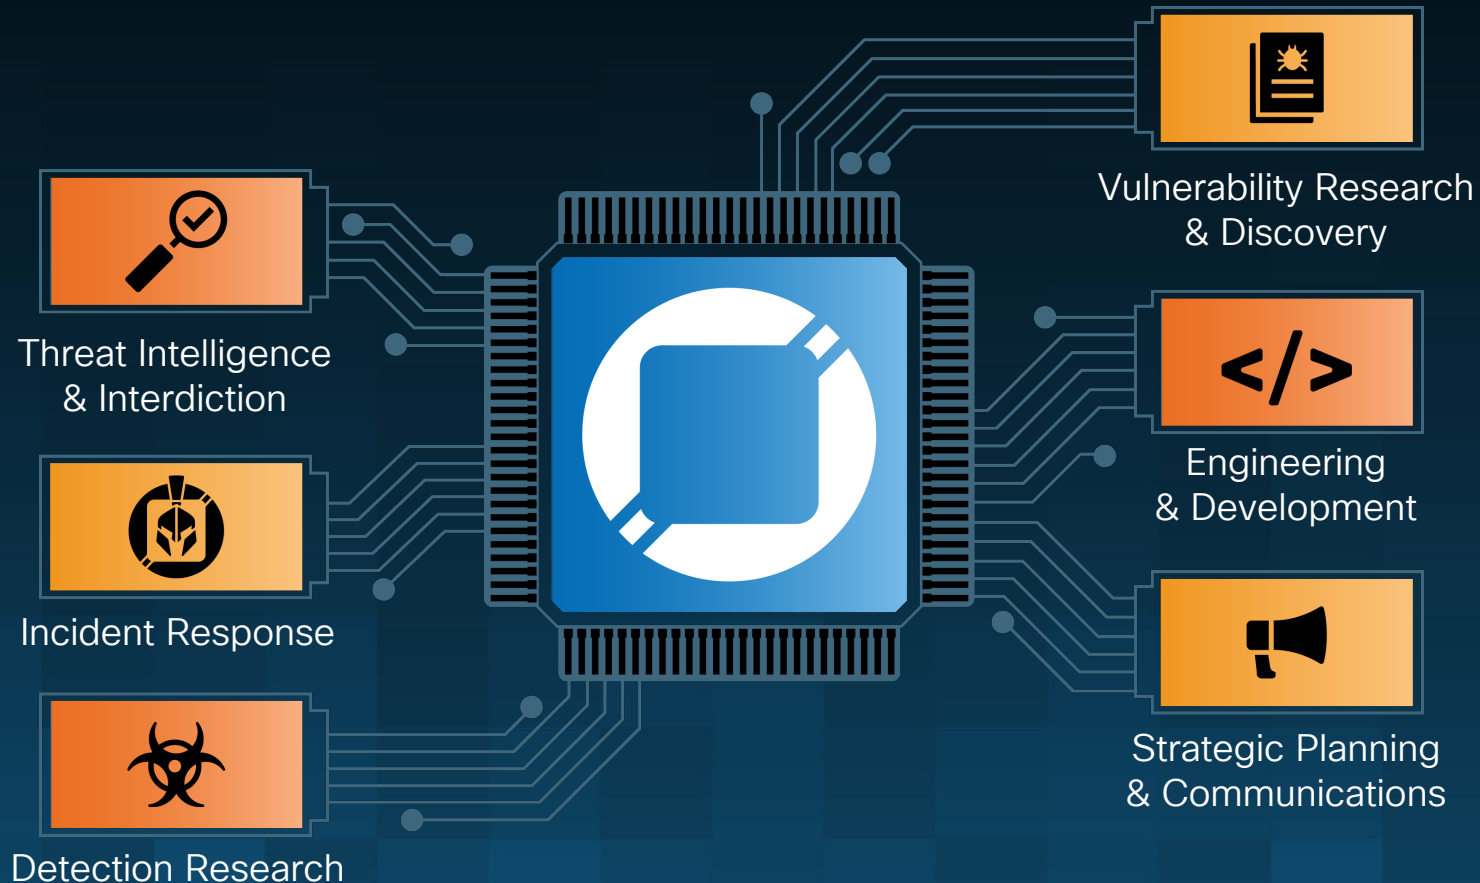 Threat Intelligence
& Interdiction
Incident Response
Detection Research
Vulnerability Research
& Discovery
</>
Engineering
& Development
Strategic Planning
& Communications